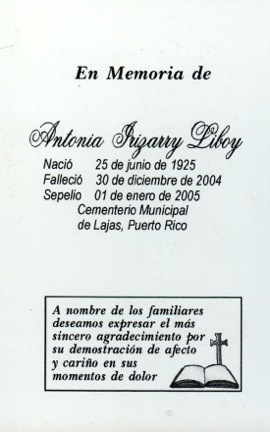 En Memoria de
Antonia Irizarry Liboy
Nació 25 de junio de 1925
Falleció 30 de diciembre de 2004
Sepelio 01 de enero de 2005
Cementerio Municipal
de Lajas, Puerto Rico
A nombre de los familiares
deseamos expresar el más
sincero agradecimiento por
su demostración de afecto
y cariño en sus
momentos de dolor